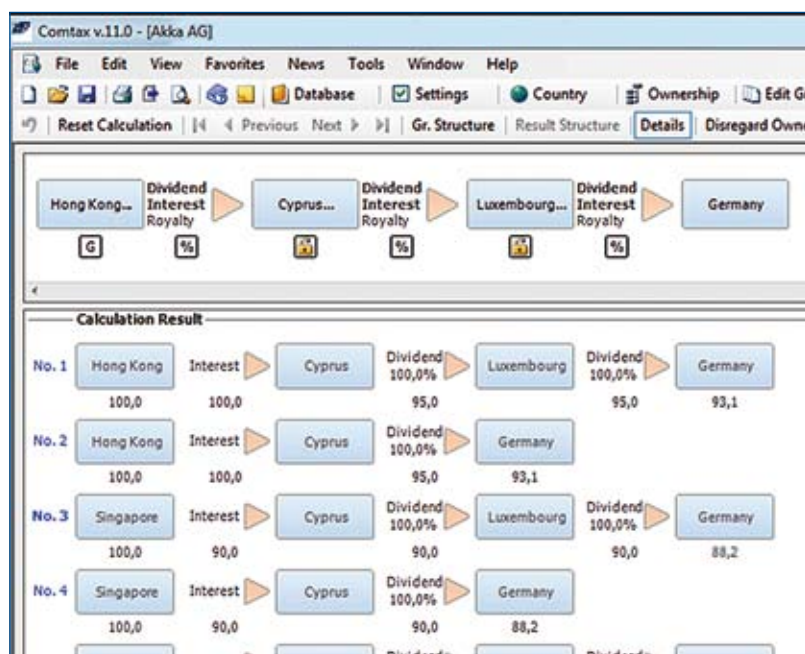 Comtax v.11.0 - [Akka AG]
File Edit View Favorites News Tools Window Help
Database Settings Country Ownership Edit G
Reset Calculation Previous Next Gr. Structure Result Structure Details Disregard Owne
Hong Kong... Dividend Interest Royalty Cyprus... Dividend Interest Royalty Luxembourg... Dividend Interest Royalty Germany
G % % %
Calculation Result
No. 1 Hong Kong Interest Cyprus Dividend 100,0% Luxembourg Dividend 100,0% Germany
100,0 100,0 95,0 95,0 93,1
No. 2 Hong Kong Interest Cyprus Dividend 100,0% Germany
100,0 100,0 95,0 93,1
No. 3 Singapore Interest Cyprus Dividend 100,0% Luxembourg Dividend 100,0% Germany
100,0 90,0 90,0 90,0 88,2
No. 4 Singapore Interest Cyprus Dividend 100,0% Germany
100,0 90,0 90,0 88,2